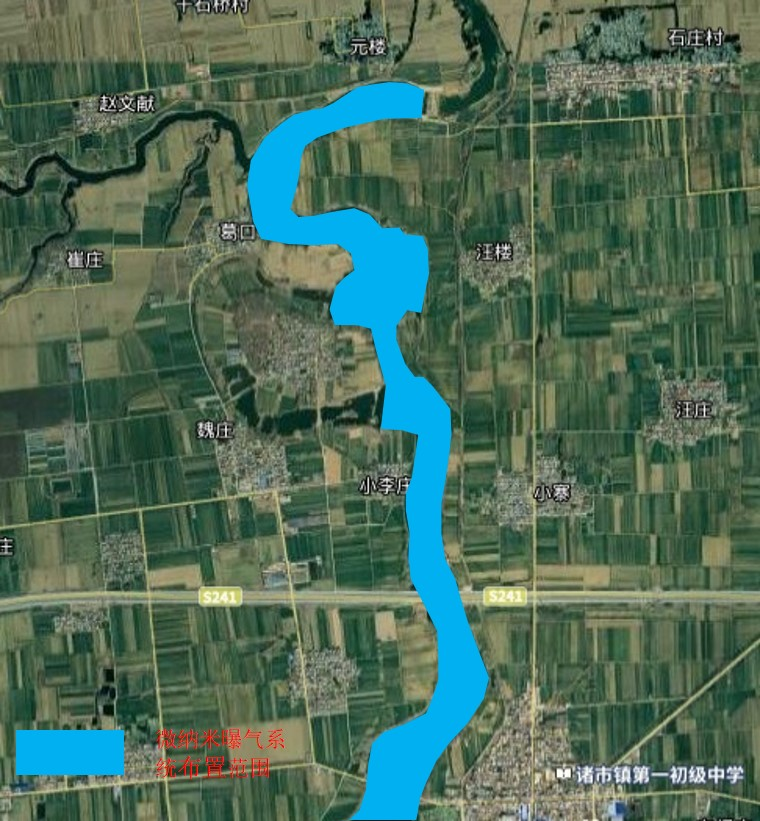 十石桥村
元楼
石庄村
赵文献
葛口
汪楼
崔庄
汪庄
魏庄
小李庄
小寨
庄
S241
S241
微纳米曝气系
统布置范围
诸市镇第一初级中学